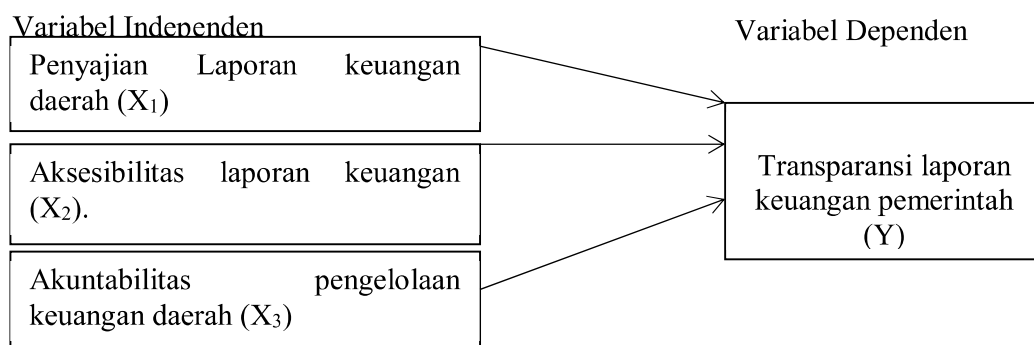 Variabel Independen
Variabel Dependen
Penyajian Laporan keuangan
daerah (X₁)
Aksesibilitas laporan keuangan
(X₂).
Akuntabilitas pengelolaan
keuangan daerah (X₃)
Transparansi laporan
keuangan pemerintah
(Y)